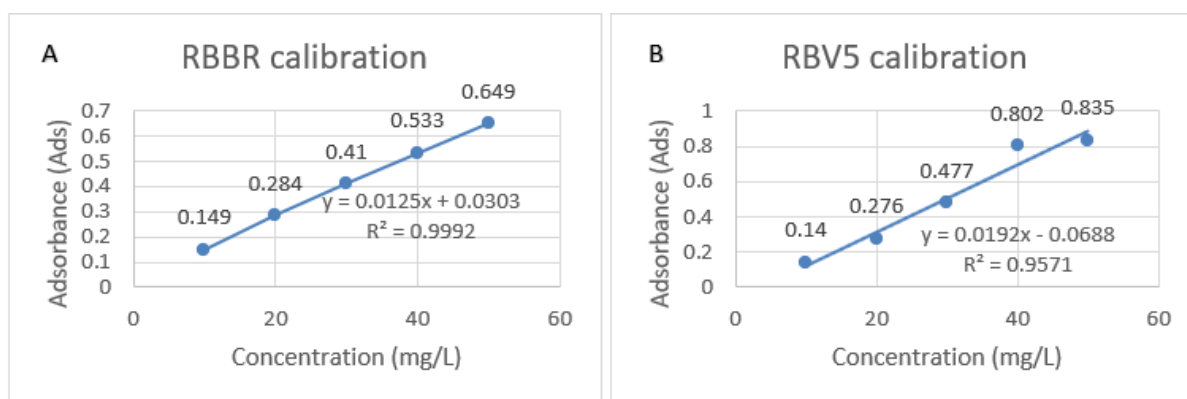 A
RBBR calibration
Adsorbance (Ads)
0.7
0.6
0.5
0.4
0.3
0.2
0.1
0
0.149
0.284
0.41
0.533
0.649
y = 0.0125x + 0.0303
R² = 0.9992
0
20
40
60
Concentration (mg/L)
B
RBV5 calibration
Adsorbance (Ads)
1
0.8
0.6
0.4
0.2
0
0.14
0.276
0.477
0.802
0.835
y = 0.0192x - 0.0688
R² = 0.9571
0
20
40
60
Concentration (mg/L)